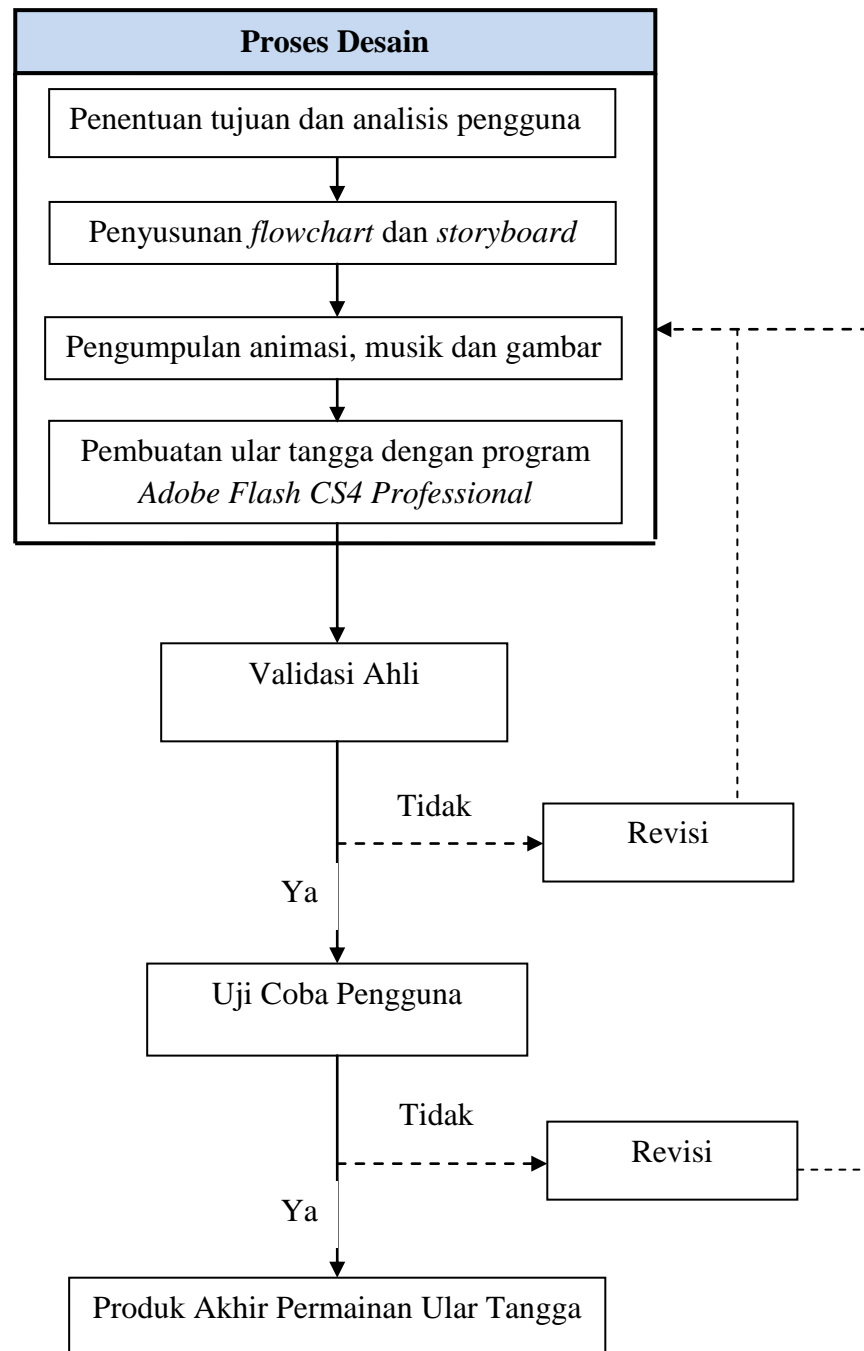 Proses Desain
Penentuan tujuan dan analisis pengguna
Penyusunan flowchart dan storyboard
Pengumpulan animasi, musik dan gambar
Pembuatan ular tangga dengan program
Adobe Flash CS4 Professional
Validasi Ahli
Tidak
Revisi
Ya
Uji Coba Pengguna
Tidak
Revisi
Ya
Produk Akhir Permainan Ular Tangga